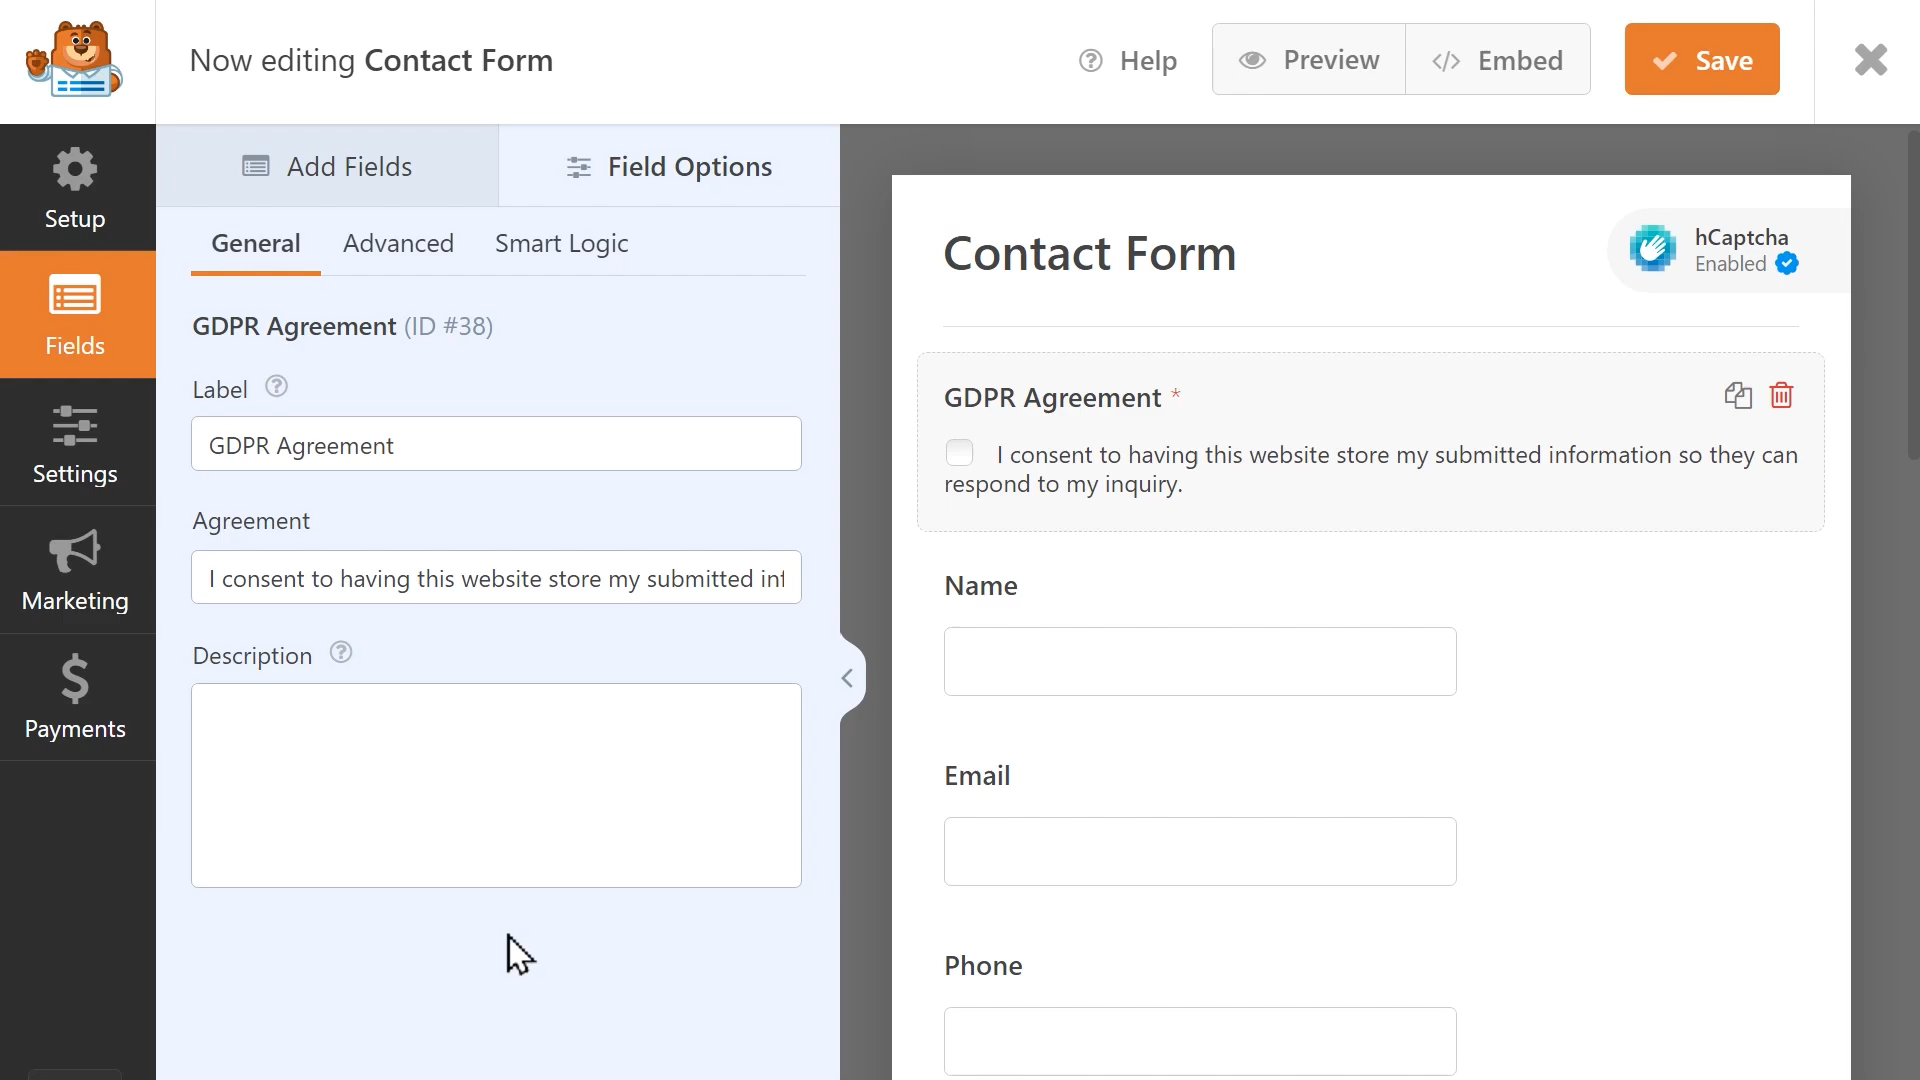 Now editing Contact Form
Help
Preview
</> Embed
Save
Setup
Fields
Settings
Marketing
Payments
Add Fields
Field Options
General
Advanced
Smart Logic
GDPR Agreement (ID #38)
Label
GDPR Agreement
Agreement
I consent to having this website store my submitted inf
Description
Contact Form
hCaptcha
Enabled
GDPR Agreement *
I consent to having this website store my submitted information so they can
respond to my inquiry.
Name
Email
Phone